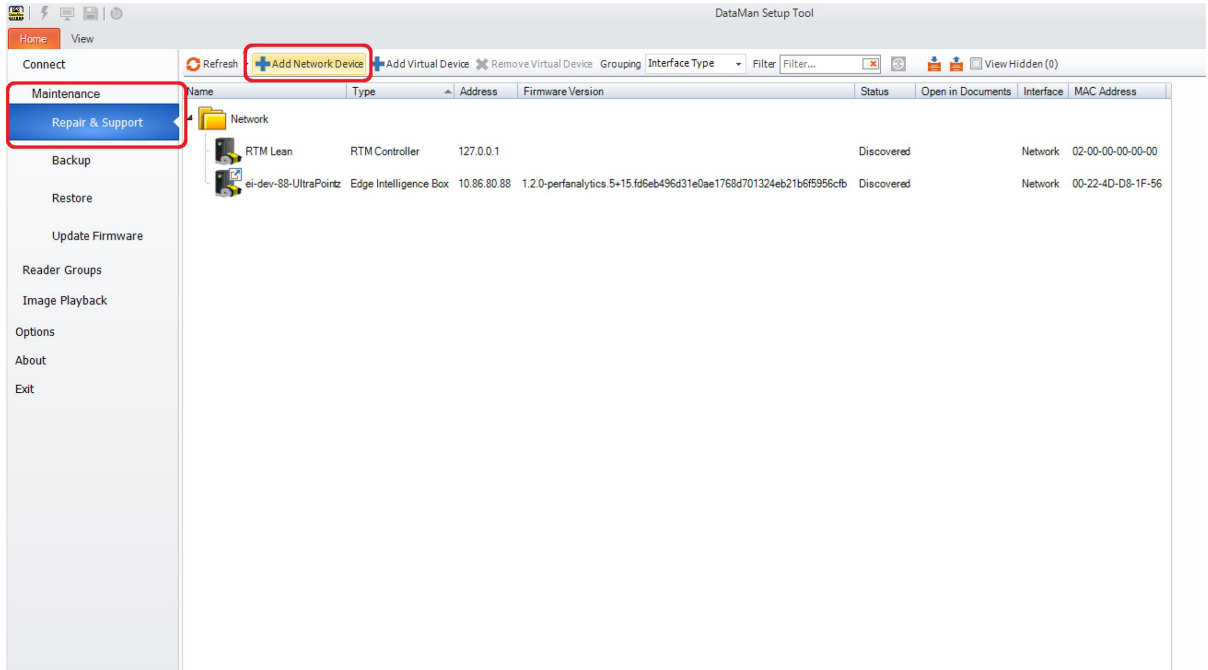 DataMan Setup Tool
Home View
Connect
Maintenance
Repair & Support
Backup
Restore
Update Firmware
Reader Groups
Image Playback
Options
About
Exit
Refresh Add Network Device Add Virtual Device Remove Virtual Device Grouping Interface Type Filter Filter... View Hidden (0)
Name Type Address Firmware Version Status Open in Documents Interface MAC Address
Network
RTM Lean RTM Controller 127.0.0.1 Discovered Network 02-00-00-00-00-00
ei-dev-88-UltraPointz Edge Intelligence Box 10.86.80.88 1.2.0-perfanalytics.5+15.fd6eb496d31e0ae1768d701324eb21b6f5956cfb Discovered Network 00-22-4D-D8-1F-56